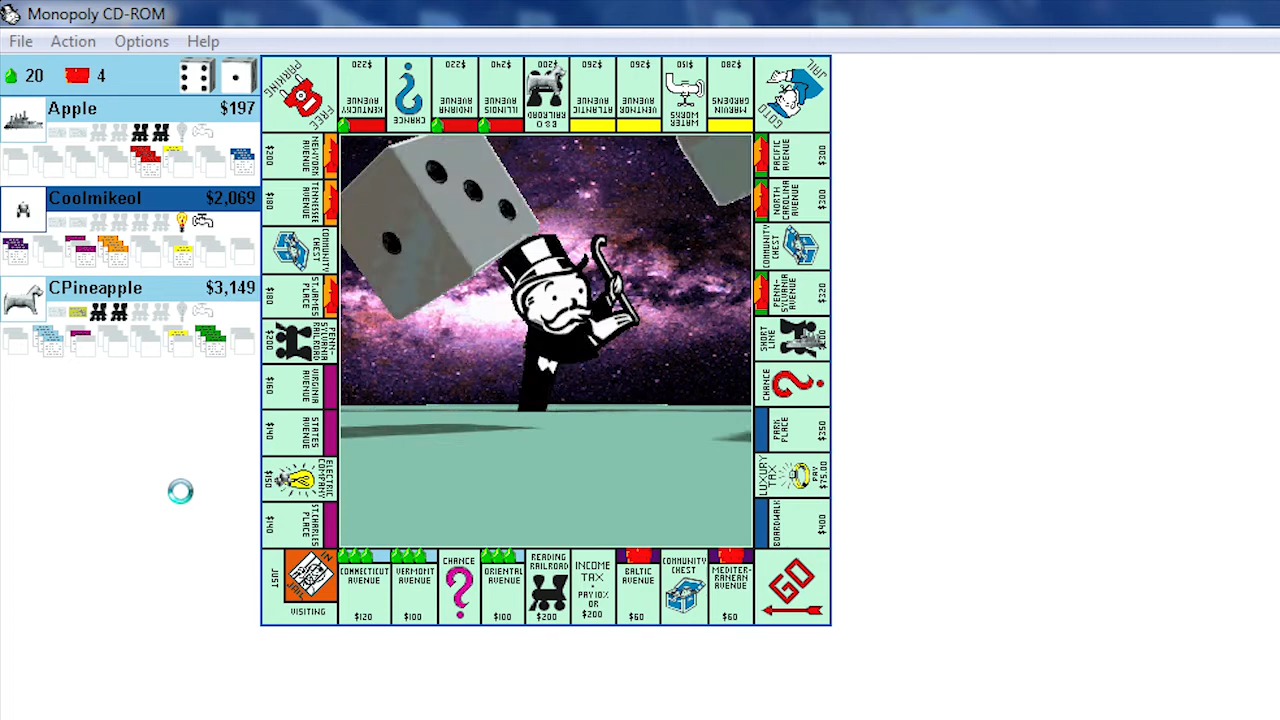 Monopoly CD-ROM
File Action Options Help
20 4
Apple $197
Coolmikeol $2,069
CPineapple $3,149
FREE PARKING
$220 KENTUCKY AVENUE
CHANCE
$220 INDIANA AVENUE
$240 ILLINOIS AVENUE
$200 B&O RAILROAD
$260 ATLANTIC AVENUE
$260 VENTNOR AVENUE
$150 WATER WORKS
$280 MARVIN GARDENS
GO TO JAIL
$200 NEW YORK AVENUE
$180 TENNESSEE AVENUE
COMMUNITY CHEST
$180 ST. JAMES PLACE
$200 PENN- SYLVANIA RAILROAD
$160 VIRGINIA AVENUE
$140 STATES AVENUE
$150 ELECTRIC COMPANY
$140 ST. CHARLES PLACE
PACIFIC AVENUE $300
NORTH CAROLINA AVENUE $300
COMMUNITY CHEST
PENN- SYLVANIA AVENUE $320
SHORT LINE $200
CHANCE
PARK PLACE $350
LUXURY TAX PAY $75.00
BOARDWALK $400
JUST VISITING
IN JAIL
CONNECTICUT AVENUE $120
VERMONT AVENUE $100
CHANCE
ORIENTAL AVENUE $100
READING RAILROAD $200
INCOME TAX PAY 10% OR $200
BALTIC AVENUE $60
COMMUNITY CHEST
MEDITER- RANEAN AVENUE $60
GO